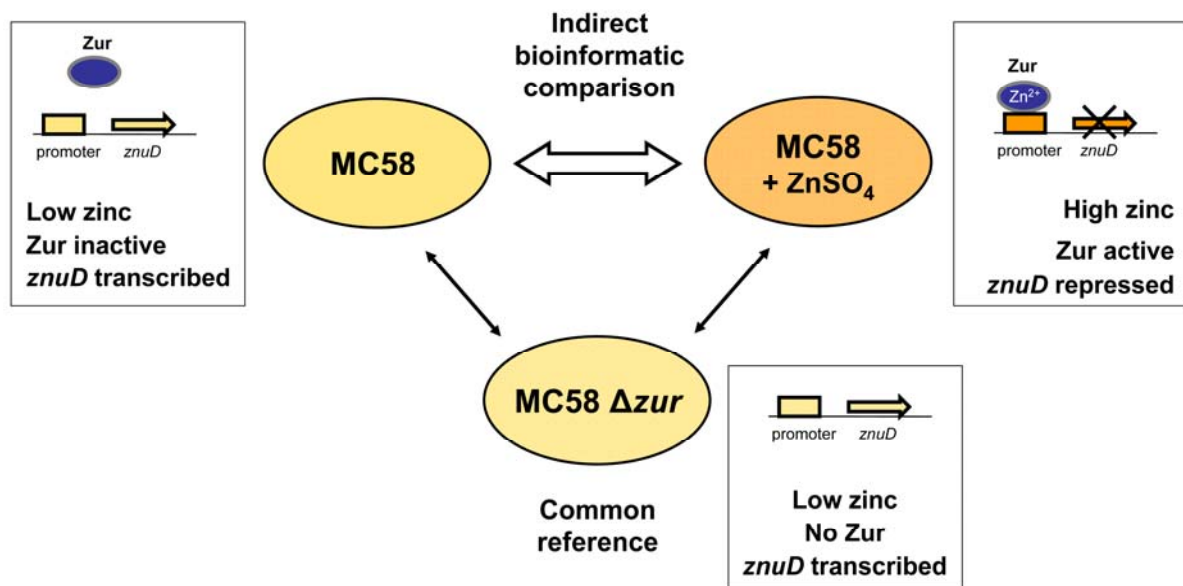 Zur
promoter
znuD
Low zinc
Zur inactive
znuD transcribed
Indirect
bioinformatic
comparison
MC58
MC58
+ ZnSO₄
Zur
Zn²⁺
promoter
znuD
High zinc
Zur active
znuD repressed
MC58 Δzur
Common
reference
promoter
znuD
Low zinc
No Zur
znuD transcribed